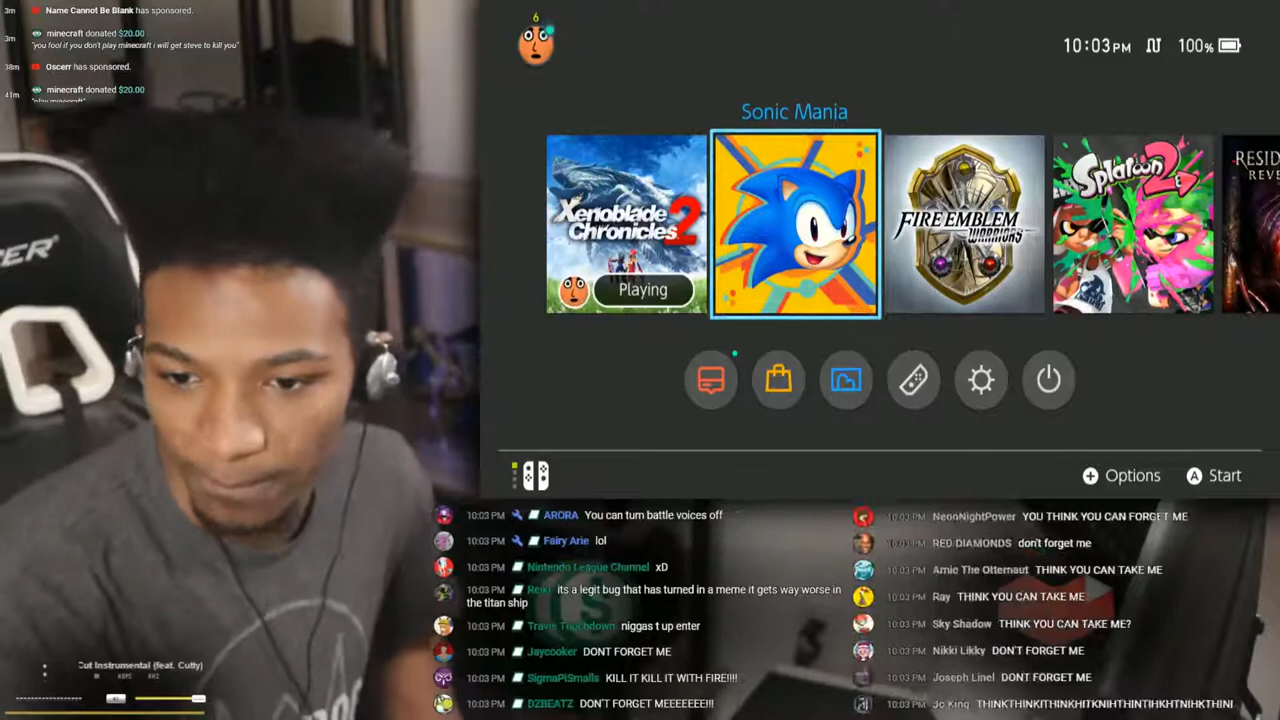 3m Name Cannot Be Blank has sponsored.
3m minecraft donated $20.00
"you fool if you don't play minecraft i will get steve to kill you"
38m Oscerr has sponsored.
41m minecraft donated $20.00
"play minecraft"
6
10:03 PM 100%
Sonic Mania
Xenoblade
Chronicles 2
Playing
FIRE EMBLEM
WARRIORS
Splatoon 2
RESID
REVE
Options
Start
10:03 PM ARORA You can turn battle voices off
10:03 PM Fairy Arie lol
10:03 PM Nintendo League Channel xD
10:03 PM Reiki its a legit bug that has turned in a meme it gets way worse in
the titan ship
10:03 PM Travis Touchdown niggas t up enter
10:03 PM Jaycooker DONT FORGET ME
10:03 PM SigmaPiSmalls KILL IT KILL IT WITH FIRE!!!!
10:03 PM DZBEATZ DON'T FORGET MEEEEEEE!!!
10:03 PM NeonNightPower YOU THINK YOU CAN FORGET ME
10:03 PM RED DIAMONDS don't forget me
10:03 PM Amie The Otternaut THINK YOU CAN TAKE ME
10:03 PM Ray THINK YOU CAN TAKE ME
10:03 PM Sky Shadow THINK YOU CAN TAKE ME?
10:03 PM Nikki Likky DON'T FORGET ME
10:03 PM Joseph Linel DONT FORGET ME
10:03 PM Jc King
Cut Instrumental (feat. Cutty)